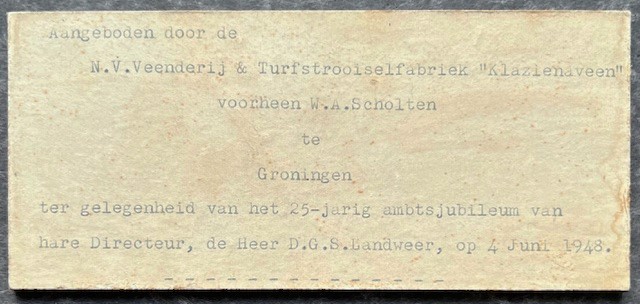 Aangeboden door de
N.V.Veenderij & Turfstrooiselfabriek "Klazienaveen"
voorheen W.A.Scholten
te
Groningen
ter gelegenheid van het 25-jarig ambtsjubileum van
hare Directeur, de Heer D.G.S.Bandweer, op 4 Juni 1948.
- - - - - - - - - - - - - - -